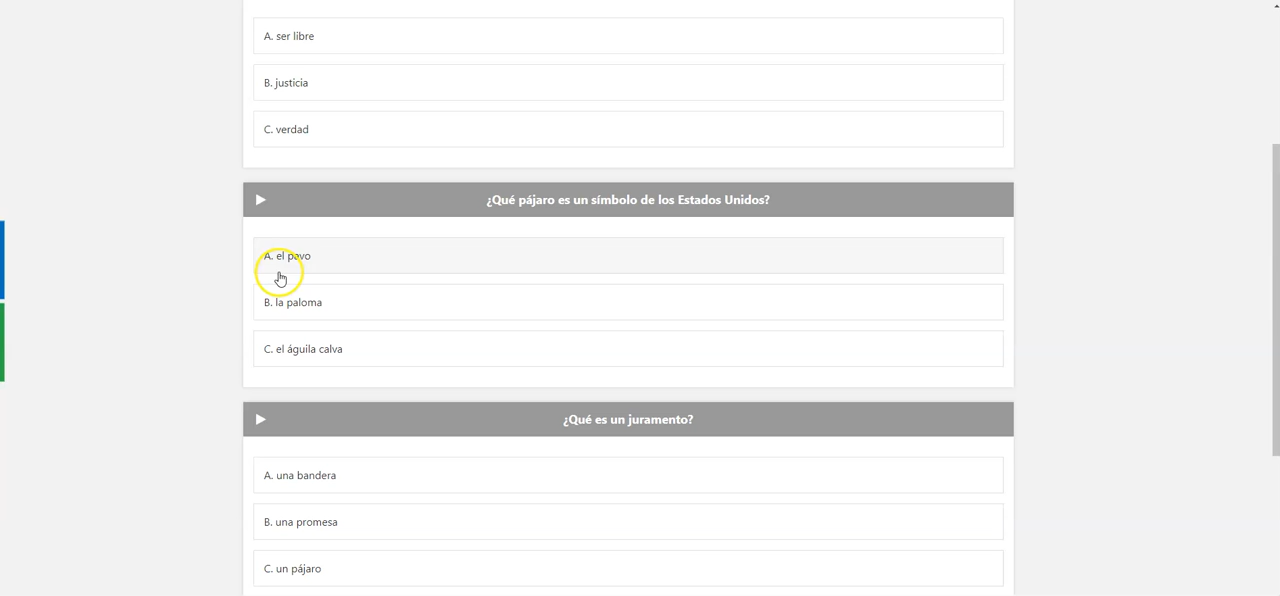 A. ser libre
B. justicia
C. verdad
¿Qué pájaro es un símbolo de los Estados Unidos?
A. el pavo
B. la paloma
C. el águila calva
¿Qué es un juramento?
A. una bandera
B. una promesa
C. un pájaro